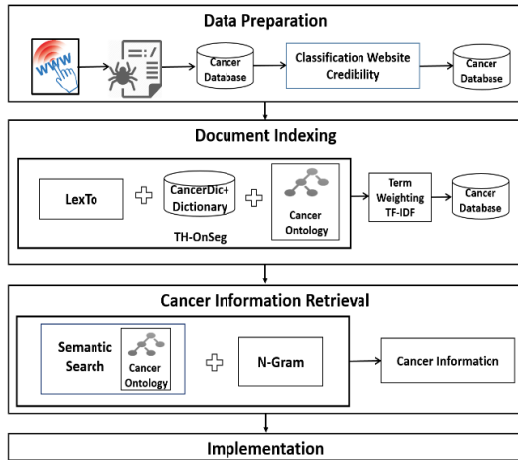 Data Preparation
www
Cancer
Database
Classification Website
Credibility
Cancer
Database
Document Indexing
LexTo
CancerDic+
Dictionary
Cancer
Ontology
TH-OnSeg
Term
Weighting
TF-IDF
Cancer
Database
Cancer Information Retrieval
Semantic
Search
Cancer
Ontology
N-Gram
Cancer Information
Implementation